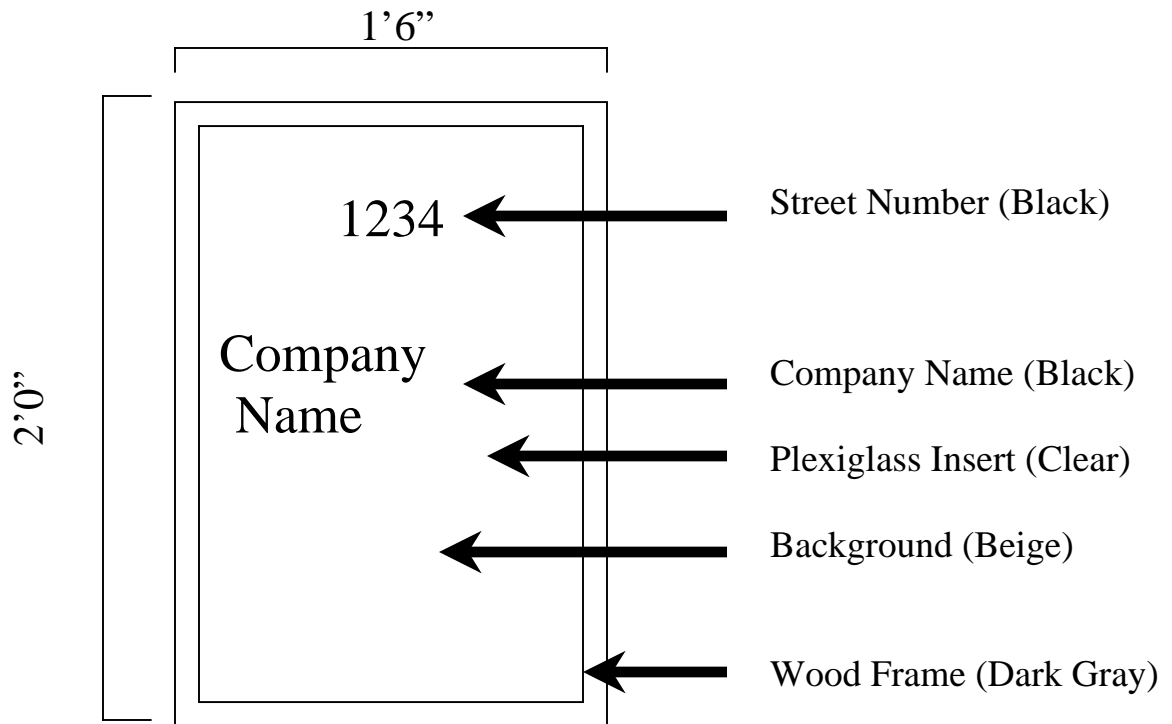 1’6”
2’0”
1234
Street Number (Black)
Company
Name
Company Name (Black)
Plexiglass Insert (Clear)
Background (Beige)
Wood Frame (Dark Gray)